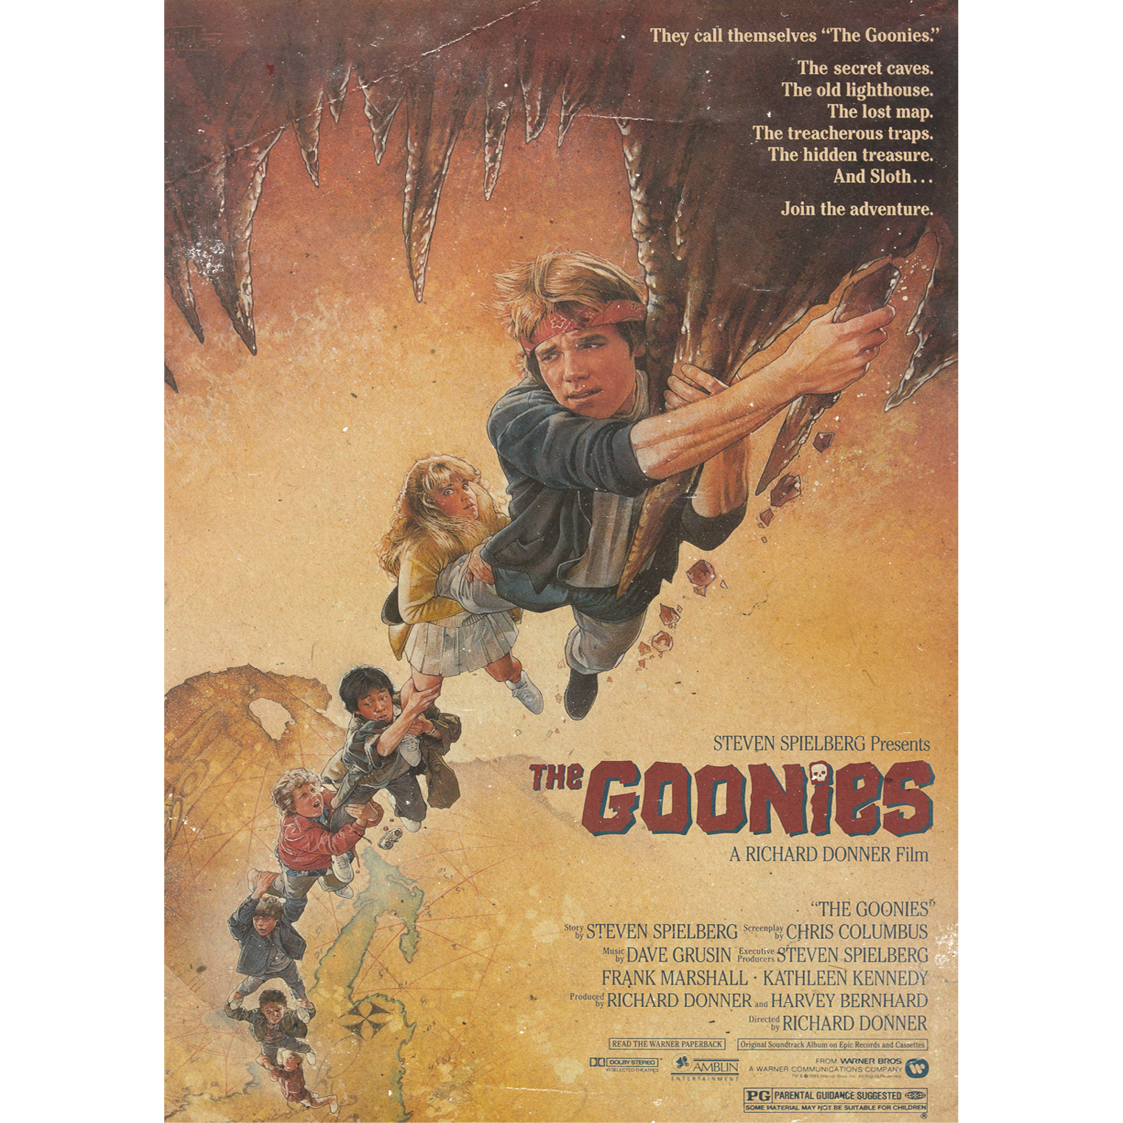 They call themselves “The Goonies.”
The secret caves.
The old lighthouse.
The lost map.
The treacherous traps.
The hidden treasure.
And Sloth...
Join the adventure.
STEVEN SPIELBERG Presents
THE GOONIES
A RICHARD DONNER Film
“THE GOONIES”
Story by STEVEN SPIELBERG Screenplay by CHRIS COLUMBUS
Music by DAVE GRUSIN Executive Producers STEVEN SPIELBERG
FRANK MARSHALL · KATHLEEN KENNEDY
Produced by RICHARD DONNER and HARVEY BERNHARD
Directed by RICHARD DONNER
READ THE WARNER PAPERBACK Original Soundtrack Album on Epic Records and Cassettes
DOLBY STEREO IN SELECTED THEATRES
AMBLIN ENTERTAINMENT
FROM WARNER BROS
A WARNER COMMUNICATIONS COMPANY
PG PARENTAL GUIDANCE SUGGESTED
SOME MATERIAL MAY NOT BE SUITABLE FOR CHILDREN